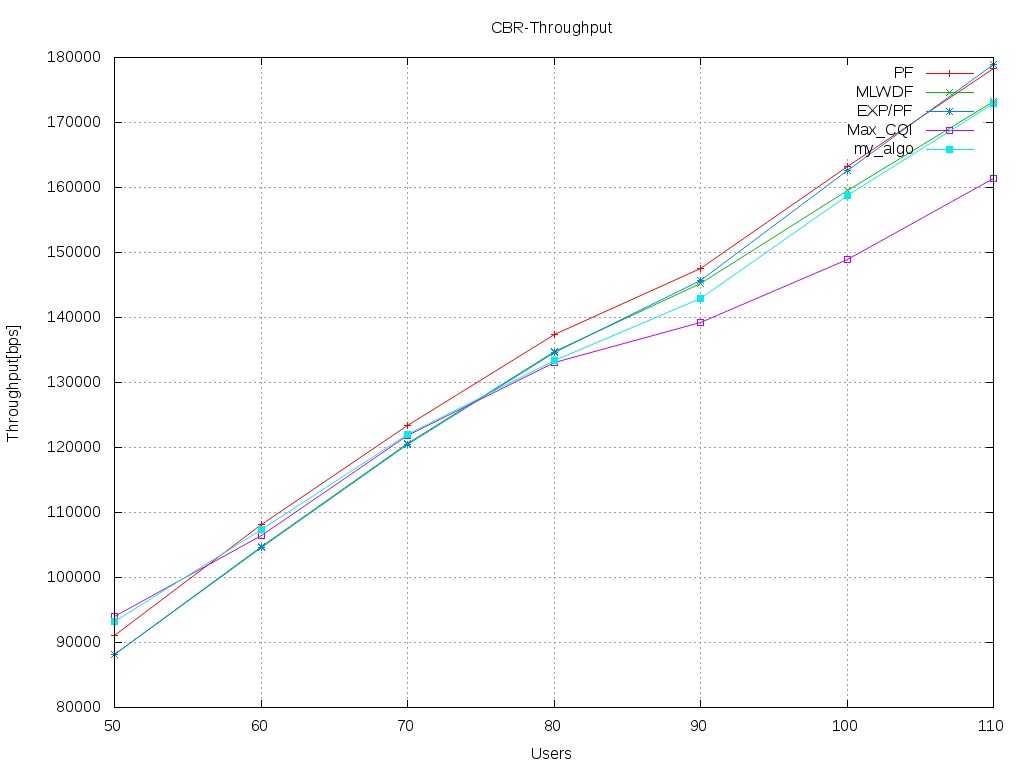 CBR-Throughput
180000
170000
160000
150000
140000
130000
120000
110000
100000
90000
80000
Throughput[bps]
PF
MLWDF
EXP/PF
Max_CQI
my_algo
50 60 70 80 90 100 110
Users